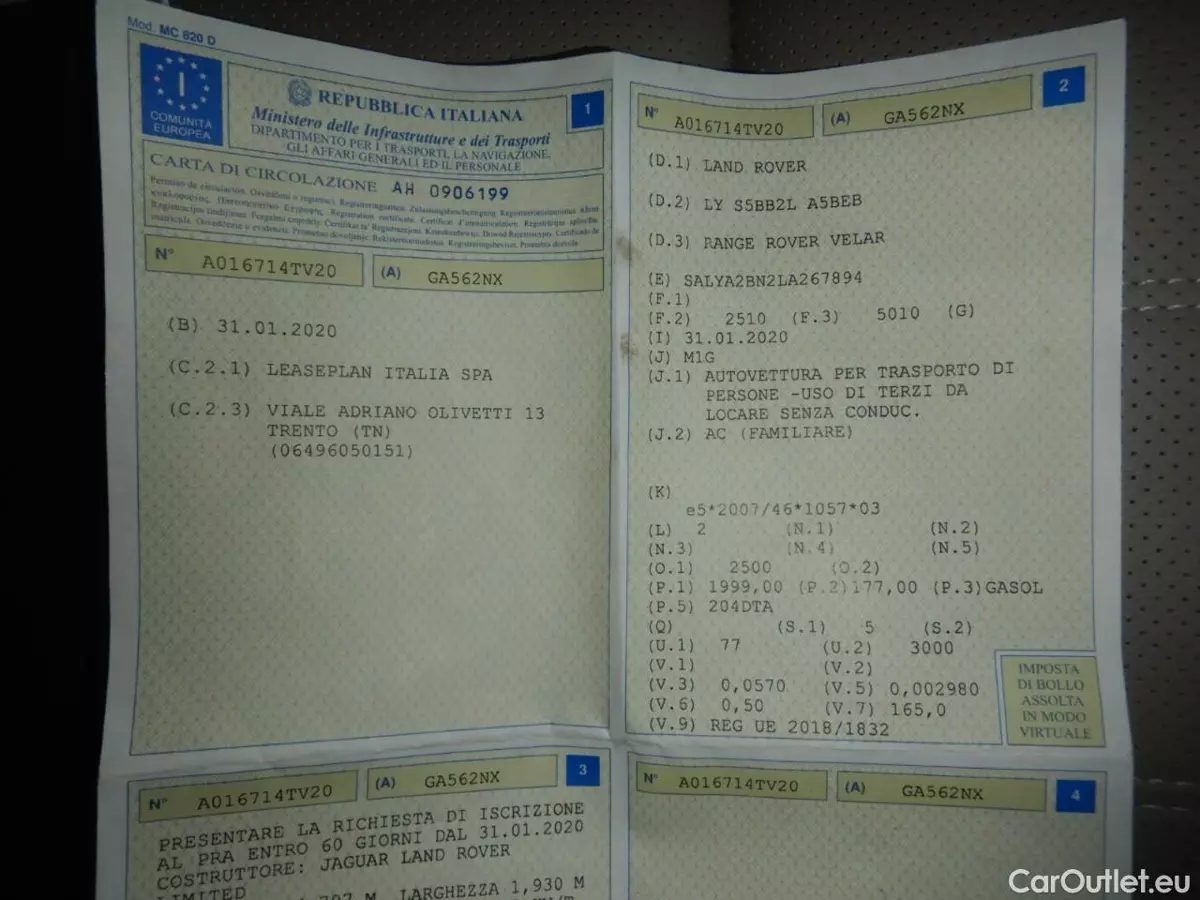 Mod. MC 820 D
I
COMUNITÀ
EUROPEA
REPUBBLICA ITALIANA
Ministero delle Infrastrutture e dei Trasporti
DIPARTIMENTO PER I TRASPORTI, LA NAVIGAZIONE,
GLI AFFARI GENERALI ED IL PERSONALE
1
CARTA DI CIRCOLAZIONE AH 0906199
N° A016714TV20 (A) GA562NX
(B) 31.01.2020
(C.2.1) LEASEPLAN ITALIA SPA
(C.2.3) VIALE ADRIANO OLIVETTI 13
TRENTO (TN)
(06496050151)
2
N° A016714TV20 (A) GA562NX
(D.1) LAND ROVER
(D.2) LY S5BB2L A5BEB
(D.3) RANGE ROVER VELAR
(E) SALYA2BN2LA267894
(F.1)
(F.2) 2510 (F.3) 5010 (G)
(I) 31.01.2020
(J) M1G
(J.1) AUTOVETTURA PER TRASPORTO DI
PERSONE -USO DI TERZI DA
LOCARE SENZA CONDUC.
(J.2) AC (FAMILIARE)
(K)
e5*2007/46*1057*03
(L) 2 (N.1) (N.2)
(N.3) (N.4) (N.5)
(O.1) 2500 (O.2)
(P.1) 1999,00 (P.2)177,00 (P.3)GASOL
(P.5) 204DTA
(Q) (S.1) 5 (S.2)
(U.1) 77 (U.2) 3000
(V.1) (V.2)
(V.3) 0,0570 (V.5) 0,002980
(V.6) 0,50 (V.7) 165,0
(V.9) REG UE 2018/1832
IMPOSTA
DI BOLLO
ASSOLTA
IN MODO
VIRTUALE
3
N° A016714TV20 (A) GA562NX
PRESENTARE LA RICHIESTA DI ISCRIZIONE
AL PRA ENTRO 60 GIORNI DAL 31.01.2020
COSTRUTTORE: JAGUAR LAND ROVER
LIMITED
M LARGHEZZA 1,930 M
4
N° A016714TV20 (A) GA562NX
CarOutlet.eu